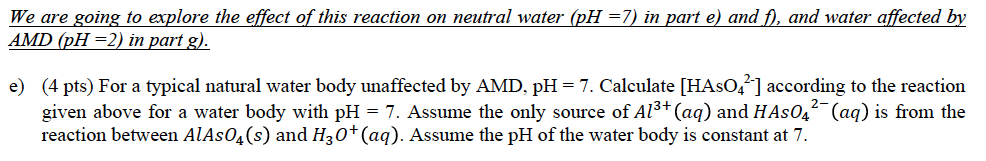 We are going to explore the effect of this reaction on neutral water (pH =7) in part e) and f), and water affected by
AMD (pH =2) in part g).
e) (4 pts) For a typical natural water body unaffected by AMD, pH = 7. Calculate [HAsO₄²⁻] according to the reaction
given above for a water body with pH = 7. Assume the only source of Al³⁺(aq) and HAsO₄²⁻(aq) is from the
reaction between AlAsO₄(s) and H₃O⁺(aq). Assume the pH of the water body is constant at 7.